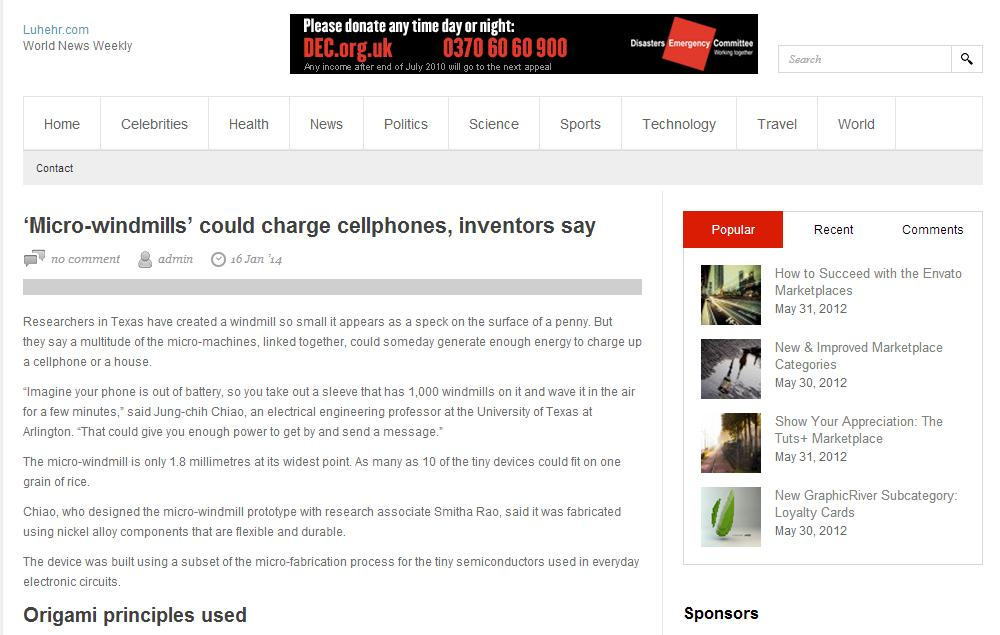 Luhehr.com
World News Weekly
Please donate any time day or night:
DEC.org.uk 0370 60 60 900
Any income after end of July 2010 will go to the next appeal
Disasters Emergency Committee
Working together
Search
Home Celebrities Health News Politics Science Sports Technology Travel World
Contact
‘Micro-windmills’ could charge cellphones, inventors say
no comment admin 16 Jan ’14
Researchers in Texas have created a windmill so small it appears as a speck on the surface of a penny. But
they say a multitude of the micro-machines, linked together, could someday generate enough energy to charge up
a cellphone or a house.
“Imagine your phone is out of battery, so you take out a sleeve that has 1,000 windmills on it and wave it in the air
for a few minutes,” said Jung-chih Chiao, an electrical engineering professor at the University of Texas at
Arlington. “That could give you enough power to get by and send a message.”
The micro-windmill is only 1.8 millimetres at its widest point. As many as 10 of the tiny devices could fit on one
grain of rice.
Chiao, who designed the micro-windmill prototype with research associate Smitha Rao, said it was fabricated
using nickel alloy components that are flexible and durable.
The device was built using a subset of the micro-fabrication process for the tiny semiconductors used in everyday
electronic circuits.
Origami principles used
Popular Recent Comments
How to Succeed with the Envato
Marketplaces
May 31, 2012
New & Improved Marketplace
Categories
May 30, 2012
Show Your Appreciation: The
Tuts+ Marketplace
May 31, 2012
New GraphicRiver Subcategory:
Loyalty Cards
May 30, 2012
Sponsors